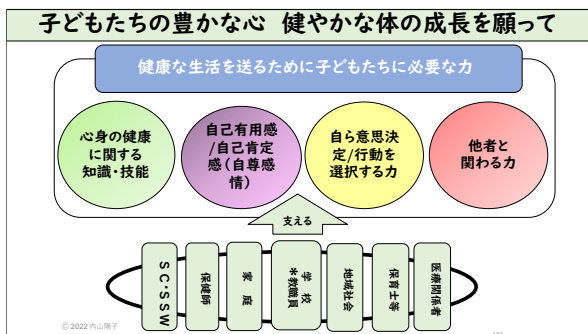 子どもたちの豊かな心 健やかな体の成長を願って
健康な生活を送るために子どもたちに必要な力
心身の健康
に関する
知識・技能
自己有用感
/自己肯定
感(自尊感
情)
自ら意思決
定/行動を
選択する力
他者と
関わる力
支える
SC・SSW
保健師
家庭
学校
*教職員
地域社会
保育士等
医療関係者
© 2022 内山陽子